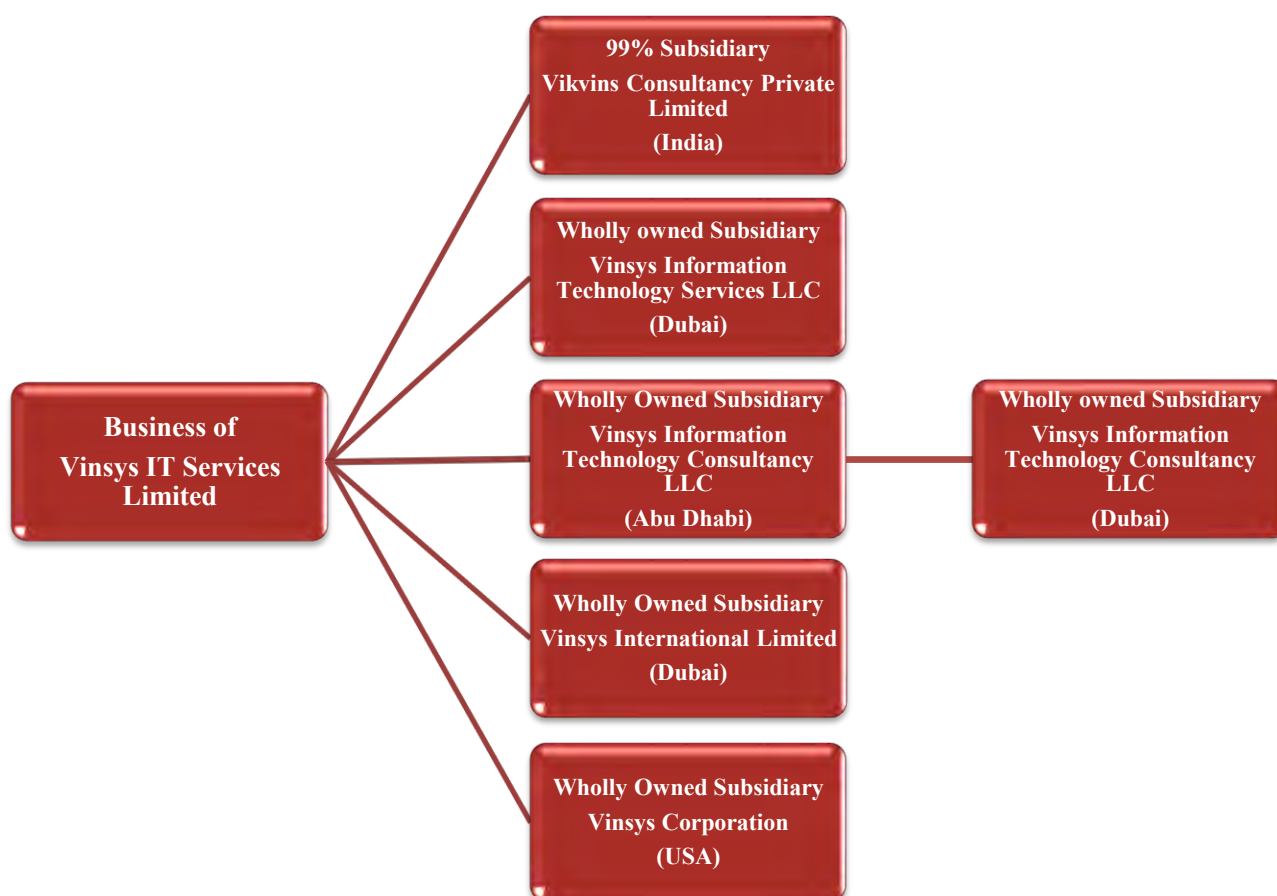 99% Subsidiary
Vikvins Consultancy Private
Limited
(India)
Wholly owned Subsidiary
Vinsys Information
Technology Services LLC
(Dubai)
Business of
Vinsys IT Services
Limited
Wholly Owned Subsidiary
Vinsys Information
Technology Consultancy
LLC
(Abu Dhabi)
Wholly owned Subsidiary
Vinsys Information
Technology Consultancy
LLC
(Dubai)
Wholly Owned Subsidiary
Vinsys International Limited
(Dubai)
Wholly Owned Subsidiary
Vinsys Corporation
(USA)